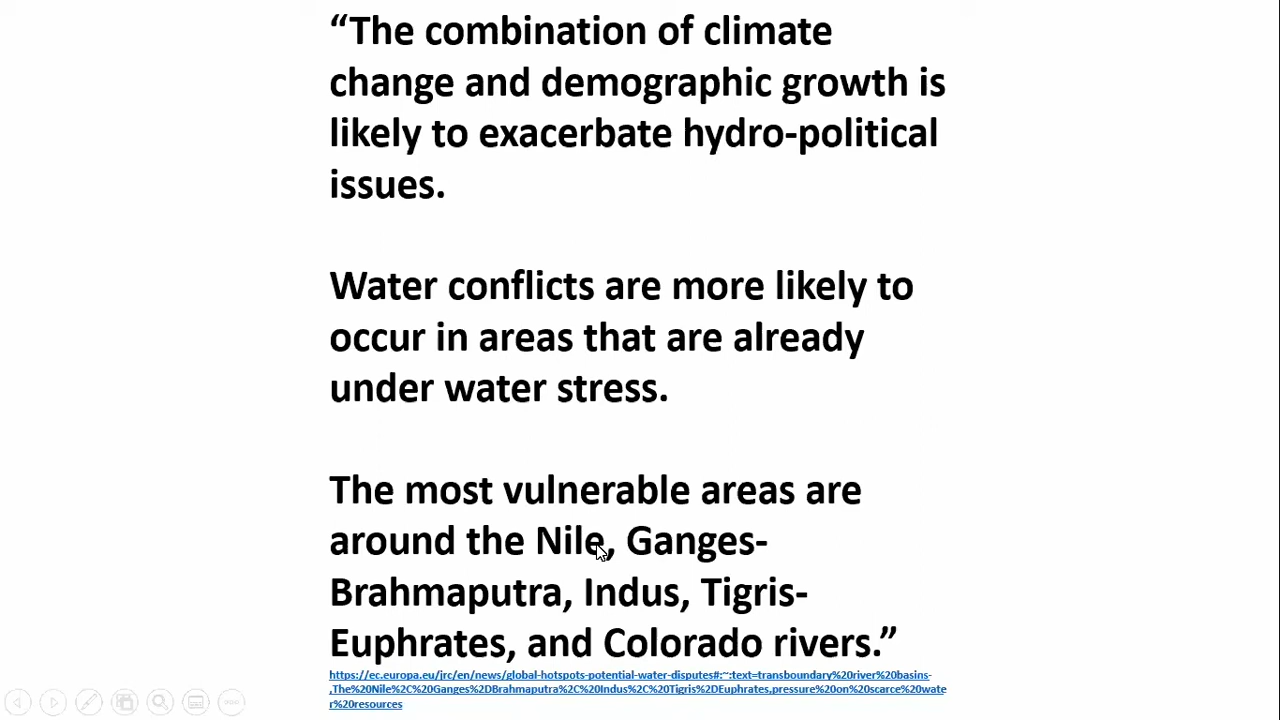 “The combination of climate
change and demographic growth is
likely to exacerbate hydro-political
issues.
Water conflicts are more likely to
occur in areas that are already
under water stress.
The most vulnerable areas are
around the Nile, Ganges-
Brahmaputra, Indus, Tigris-
Euphrates, and Colorado rivers.”
https://ec.europa.eu/jrc/en/news/global-hotspots-potential-water-disputes#:~:text=transboundary%20river%20basins-
,The%20Nile%2C%20Ganges%2DBrahmaputra%2C%20Indus%2C%20Tigris%2DEuphrates,pressure%20on%20scarce%20wate
r%20resources